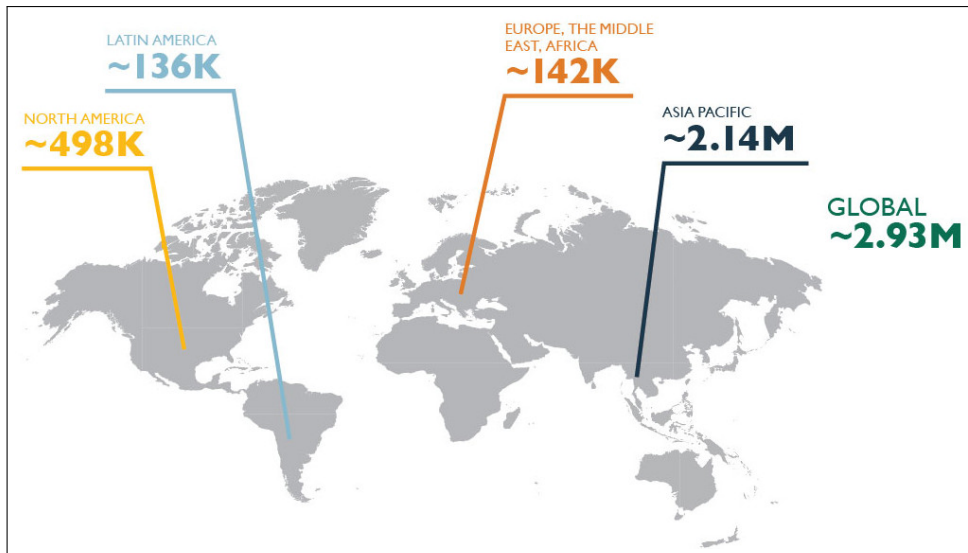 LATIN AMERICA
~136K
EUROPE, THE MIDDLE
EAST, AFRICA
~142K
NORTH AMERICA
~498K
ASIA PACIFIC
~2.14M
GLOBAL
~2.93M